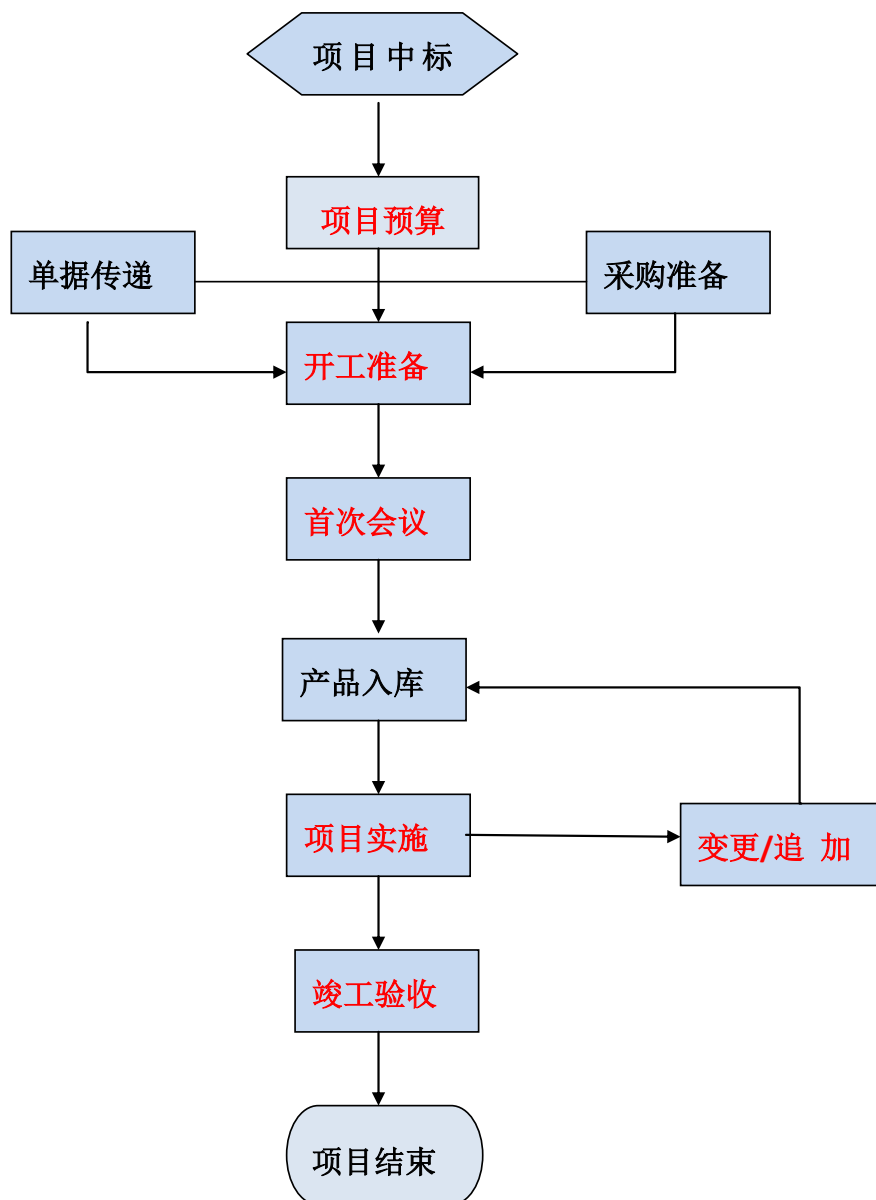 项目中标
项目预算
单据传递
采购准备
开工准备
首次会议
产品入库
项目实施
变更/追 加
竣工验收
项目结束